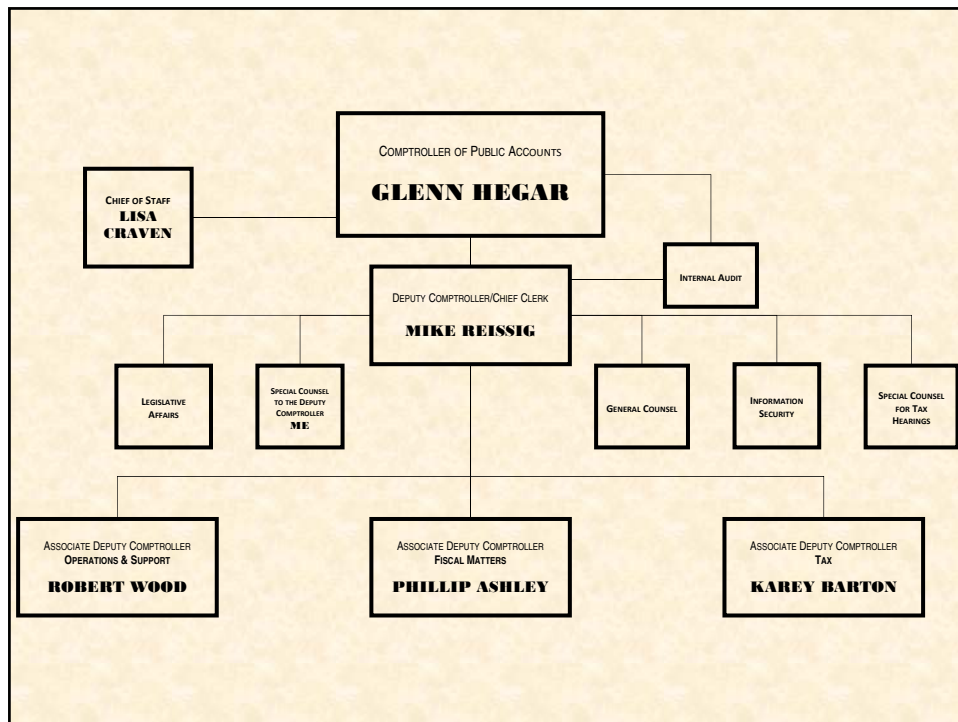 COMPTROLLER OF PUBLIC ACCOUNTS
GLENN HEGAR
CHIEF OF STAFF
LISA
CRAVEN
INTERNAL AUDIT
DEPUTY COMPTROLLER/CHIEF CLERK
MIKE REISSIG
LEGISLATIVE
AFFAIRS
SPECIAL COUNSEL
TO THE DEPUTY
COMPTROLLER
ME
GENERAL COUNSEL
INFORMATION
SECURITY
SPECIAL COUNSEL
FOR TAX
HEARINGS
ASSOCIATE DEPUTY COMPTROLLER
OPERATIONS & SUPPORT
ROBERT WOOD
ASSOCIATE DEPUTY COMPTROLLER
FISCAL MATTERS
PHILLIP ASHLEY
ASSOCIATE DEPUTY COMPTROLLER
TAX
KAREY BARTON